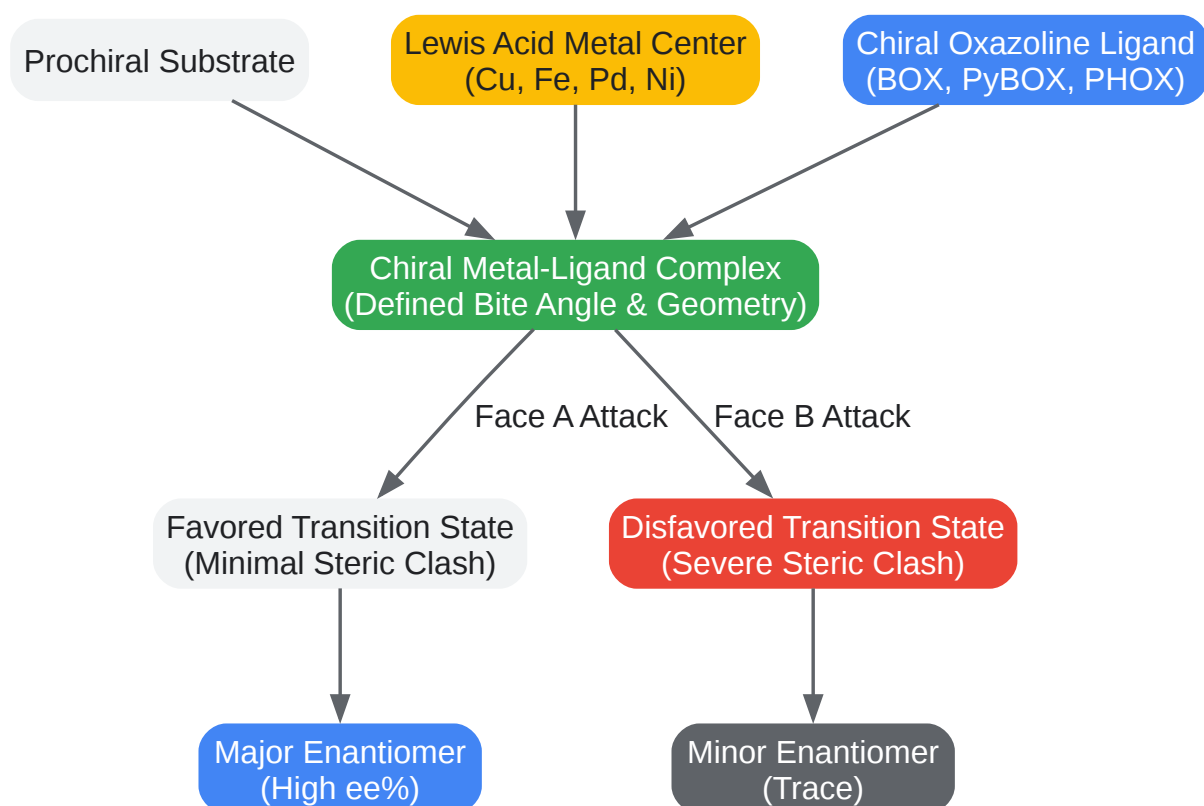 Prochiral Substrate
Lewis Acid Metal Center
(Cu, Fe, Pd, Ni)
Chiral Oxazoline Ligand
(BOX, PyBOX, PHOX)
Chiral Metal-Ligand Complex
(Defined Bite Angle & Geometry)
Face A Attack
Face B Attack
Favored Transition State
(Minimal Steric Clash)
Disfavored Transition State
(Severe Steric Clash)
Major Enantiomer
(High ee%)
Minor Enantiomer
(Trace)